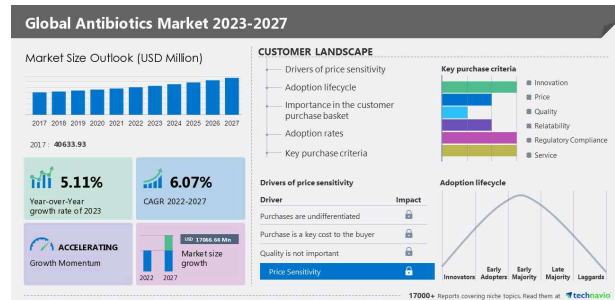 Global Antibiotics Market 2023-2027
Market Size Outlook (USD Million)
2017 2018 2019 2020 2021 2022 2023 2024 2025 2026 2027
2017 : 40633.93
5.11%
Year-over-Year
growth rate of 2023
6.07%
CAGR 2022-2027
ACCELERATING
Growth Momentum
USD 17066.66 Mn
Market size
growth
2022 2027
CUSTOMER LANDSCAPE
Drivers of price sensitivity
Adoption lifecycle
Importance in the customer
purchase basket
Adoption rates
Key purchase criteria
Key purchase criteria
Innovation
Price
Quality
Relatability
Regulatory Compliance
Service
Drivers of price sensitivity
Driver Impact
Purchases are undifferentiated
Purchase is a key cost to the buyer
Quality is not important
Price Sensitivity
Adoption lifecycle
Innovators
Early
Adopters
Early
Majority
Late
Majority
Laggards
17000+ Reports covering niche topics. Read them at technavio